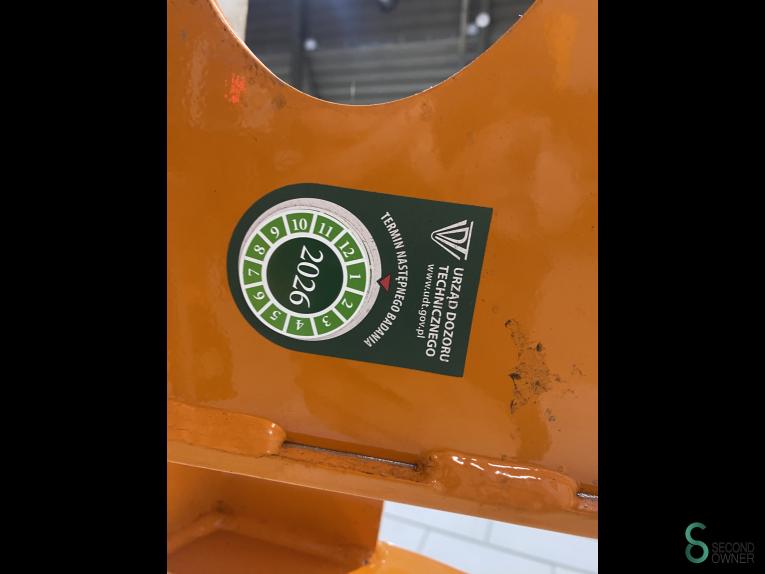 URZĄD DOZORU
TECHNICZNEGO
www.udt.gov.pl
TERMIN NASTĘPNEGO BADANIA
1 2 3 4 5 6 7 8 9 10 11 12
2026
SECOND
OWNER